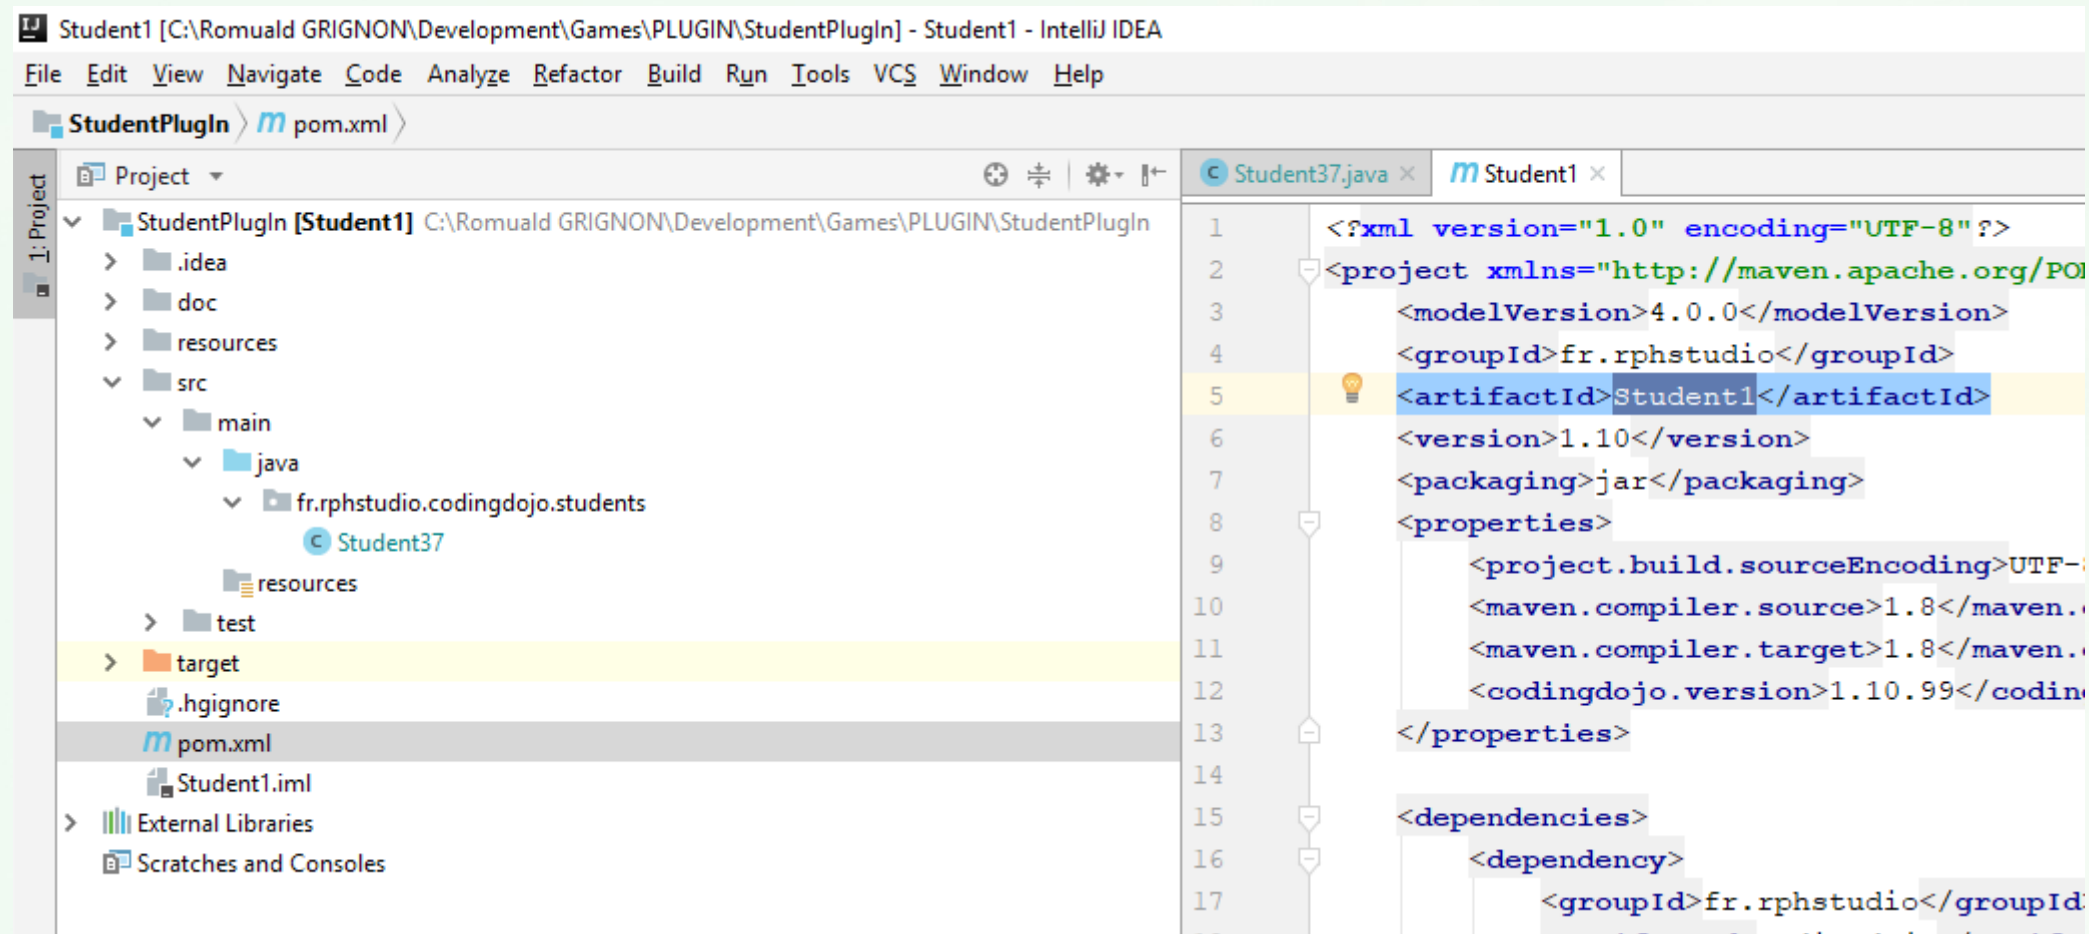 Student1 [C:\Romuald GRIGNON\Development\Games\PLUGIN\StudentPlugIn] - Student1 - IntelliJ IDEA
File Edit View Navigate Code Analyze Refactor Build Run Tools VCS Window Help
StudentPlugIn pom.xml
1: Project
Project
StudentPlugIn [Student1] C:\Romuald GRIGNON\Development\Games\PLUGIN\StudentPlugIn
.idea
doc
resources
src
main
java
fr.rphstudio.codingdojo.students
Student37
resources
test
target
.hgignore
pom.xml
Student1.iml
External Libraries
Scratches and Consoles
Student37.java Student1
1 <?xml version="1.0" encoding="UTF-8"?>
2 <project xmlns="http://maven.apache.org/PO
3 <modelVersion>4.0.0</modelVersion>
4 <groupId>fr.rphstudio</groupId>
5 <artifactId>Student1</artifactId>
6 <version>1.10</version>
7 <packaging>jar</packaging>
8 <properties>
9 <project.build.sourceEncoding>UTF-
10 <maven.compiler.source>1.8</maven.
11 <maven.compiler.target>1.8</maven.
12 <codingdojo.version>1.10.99</codin
13 </properties>
14
15 <dependencies>
16 <dependency>
17 <groupId>fr.rphstudio</groupId